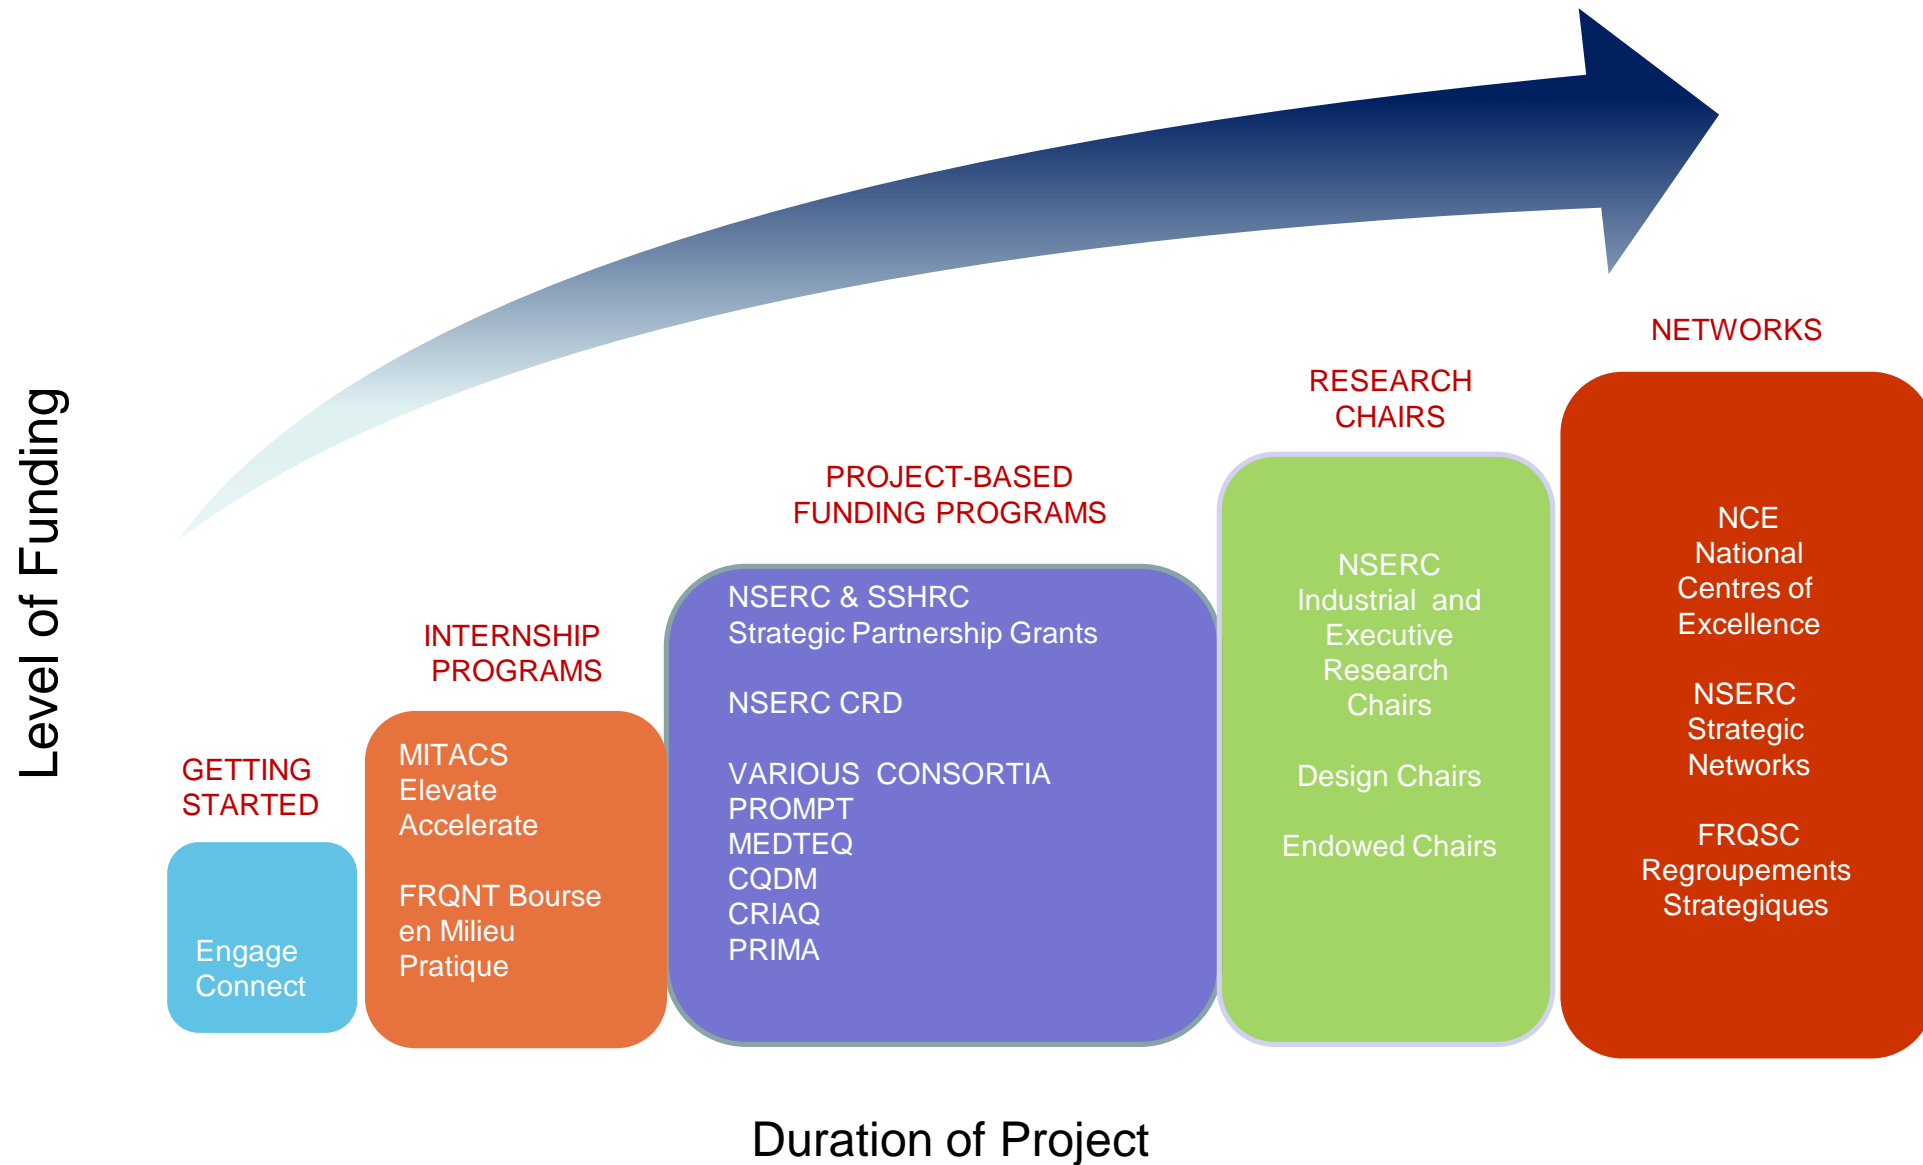 Level of Funding
GETTING
STARTED
Engage
Connect
INTERNSHIP
PROGRAMS
MITACS
Elevate
Accelerate
FRQNT Bourse
en Milieu
Pratique
PROJECT-BASED
FUNDING PROGRAMS
NSERC & SSHRC
Strategic Partnership Grants
NSERC CRD
VARIOUS CONSORTIA
PROMPT
MEDTEQ
CQDM
CRIAQ
PRIMA
RESEARCH
CHAIRS
NSERC
Industrial and
Executive
Research
Chairs
Design Chairs
Endowed Chairs
NETWORKS
NCE
National
Centres of
Excellence
NSERC
Strategic
Networks
FRQSC
Regroupements
Strategiques
Duration of Project